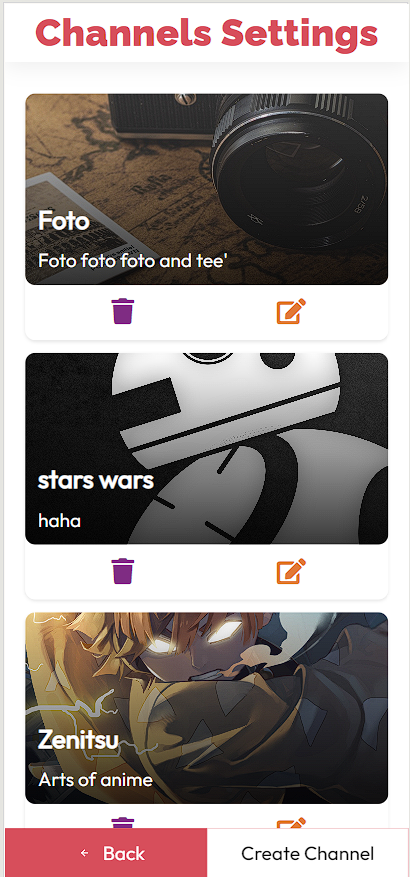 Channels Settings
Foto
Foto foto foto and tee'
stars wars
haha
Zenitsu
Arts of anime
← Back
Create Channel